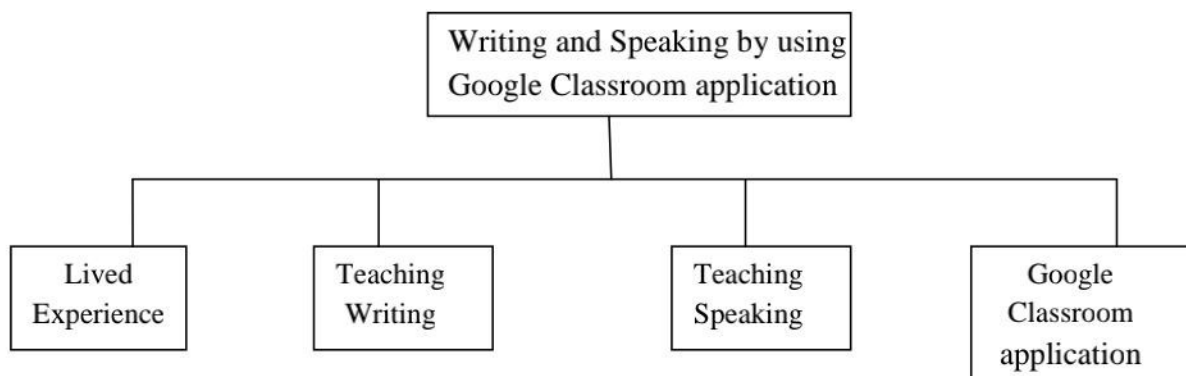 Writing and Speaking by using
Google Classroom application
Lived
Experience
Teaching
Writing
Teaching
Speaking
Google
Classroom
application